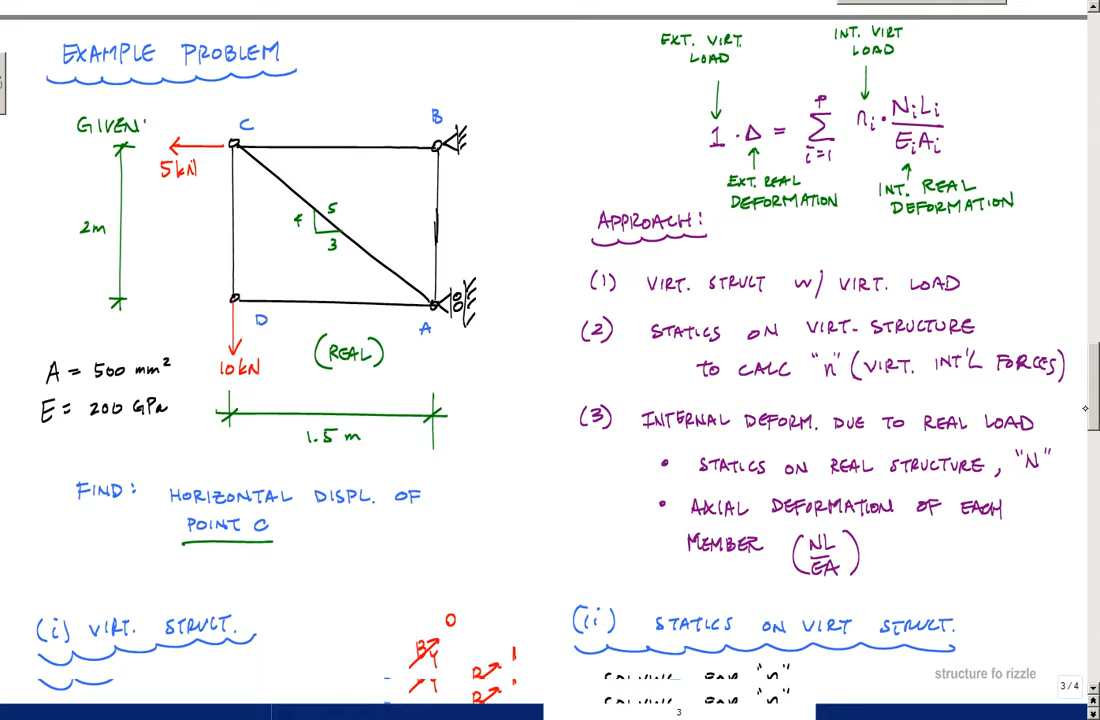 EXAMPLE PROBLEM
GIVEN:
C
B
5kN
2m
4
5
3
D
A
10kN
(REAL)
A = 500 mm²
E = 200 GPa
1.5 m
FIND: HORIZONTAL DISPL. OF
POINT C
(i) VIRT. STRUCT.
O
By
EXT. VIRT.
LOAD
INT. VIRT
LOAD
1 · Δ = Σ nᵢ · NᵢLᵢ / EᵢAᵢ
P
i=1
EXT. REAL
DEFORMATION
INT. REAL
DEFORMATION
APPROACH:
(1) VIRT. STRUCT W/ VIRT. LOAD
(2) STATICS ON VIRT. STRUCTURE
TO CALC "n" (VIRT. INT'L FORCES)
(3) INTERNAL DEFORM. DUE TO REAL LOAD
• STATICS ON REAL STRUCTURE, "N"
• AXIAL DEFORMATION OF EACH
MEMBER (NL/EA)
(ii) STATICS ON VIRT STRUCT.
"n"
"n"
structure fo rizzle
3/4
3